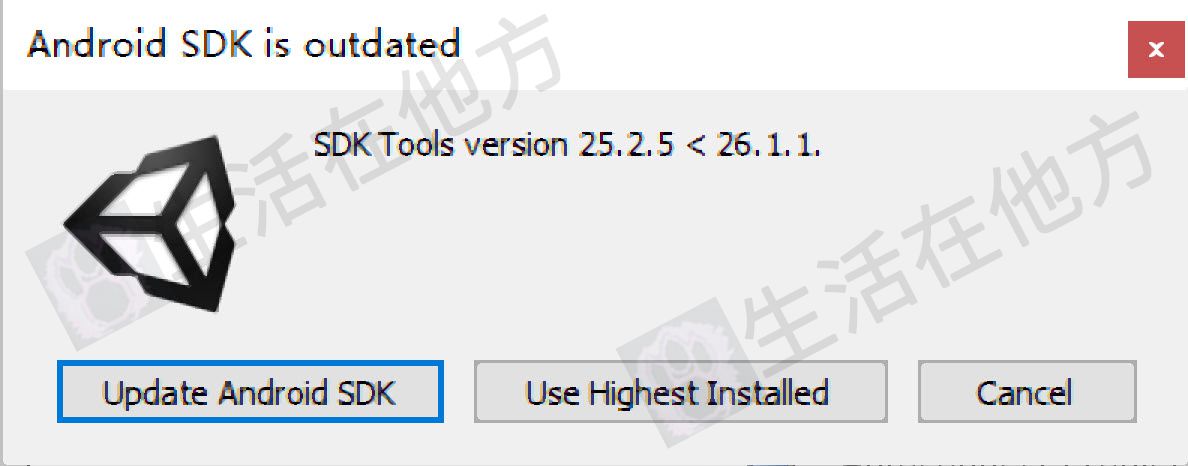 Android SDK is outdated
x
SDK Tools version 25.2.5 < 26.1.1.
Update Android SDK
Use Highest Installed
Cancel
生活在他方
生活在他方